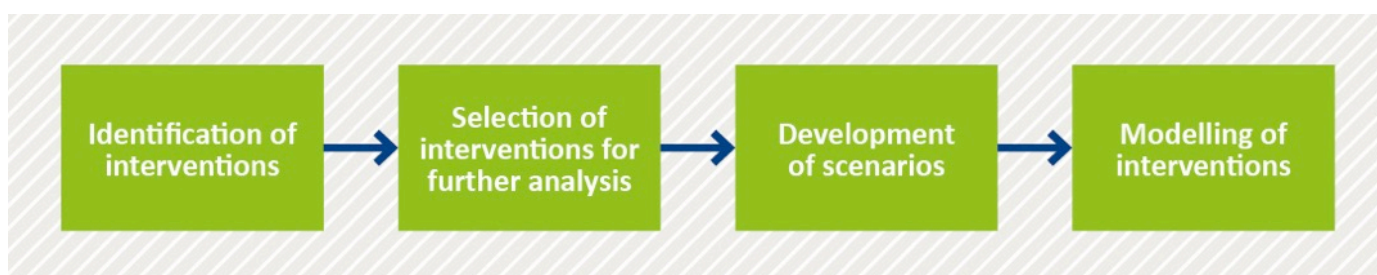 Identification of
interventions
Selection of
interventions for
further analysis
Development
of scenarios
Modelling of
interventions